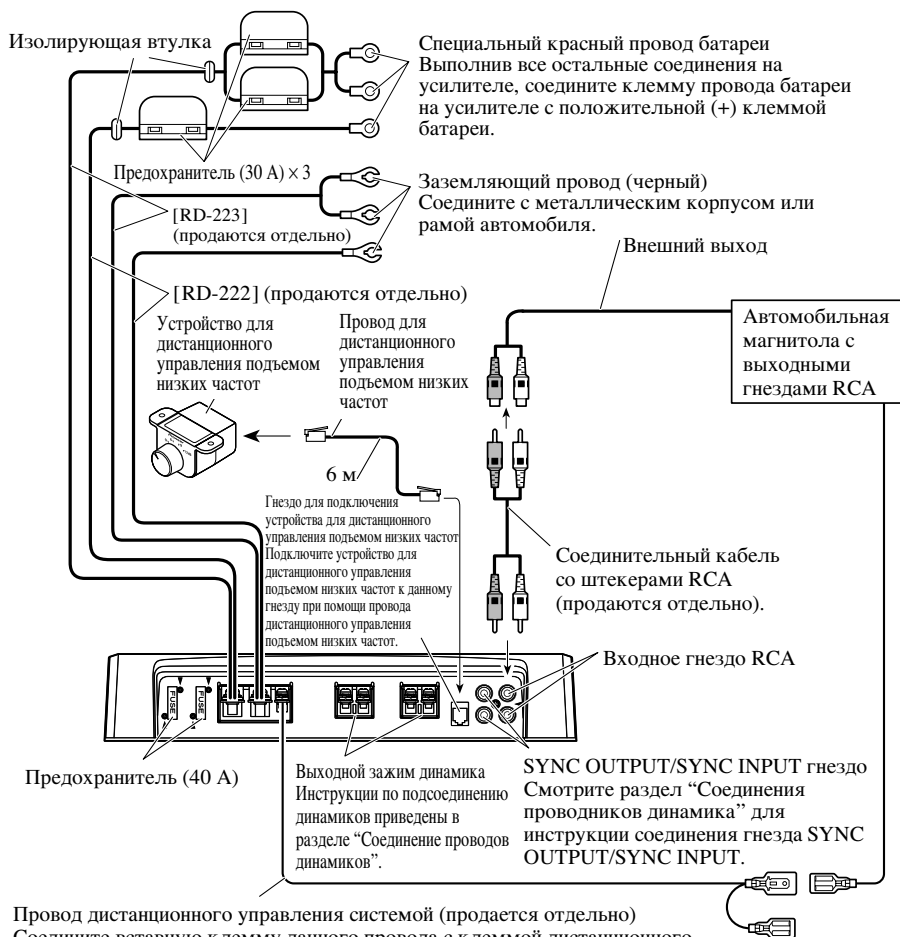 Изолирующая втулка
Специальный красный провод батареи
Выполнив все остальные соединения на
усилителе, соедините клемму провода батареи
на усилителе с положительной (+) клеммой
батареи.
Предохранитель (30 А) × 3
Заземляющий провод (черный)
Соедините с металлическим корпусом или
рамой автомобиля.
[RD-223]
(продаются отдельно)
Внешний выход
[RD-222] (продаются отдельно)
Автомобильная
магнитола с
выходными
гнездами RCA
Устройство для
дистанционного
управления подъемом
низких частот
Провод для
дистанционного
управления
подъемом низких
частот
6 м
Гнездо для подключения
устройства для дистанционного
управления подъемом низких частот
Подключите устройство для
дистанционного управления
подъемом низких частот к данному
гнезду при помощи провода
дистанционного управления
подъемом низких частот.
Соединительный кабель
со штекерами RCA
(продаются отдельно).
Входное гнездо RCA
FUSE
FUSE
Предохранитель (40 А)
Выходной зажим динамика
Инструкции по подсоединению
динамиков приведены в
разделе “Соединение проводов
динамиков”.
SYNC OUTPUT/SYNC INPUT гнездо
Смотрите раздел “Соединения
проводников динамика” для
инструкции соединения гнезда SYNC
OUTPUT/SYNC INPUT.
Провод дистанционного управления системой (продается отдельно)
Соедините вставную клемму данного провода с клеммой дистанционного